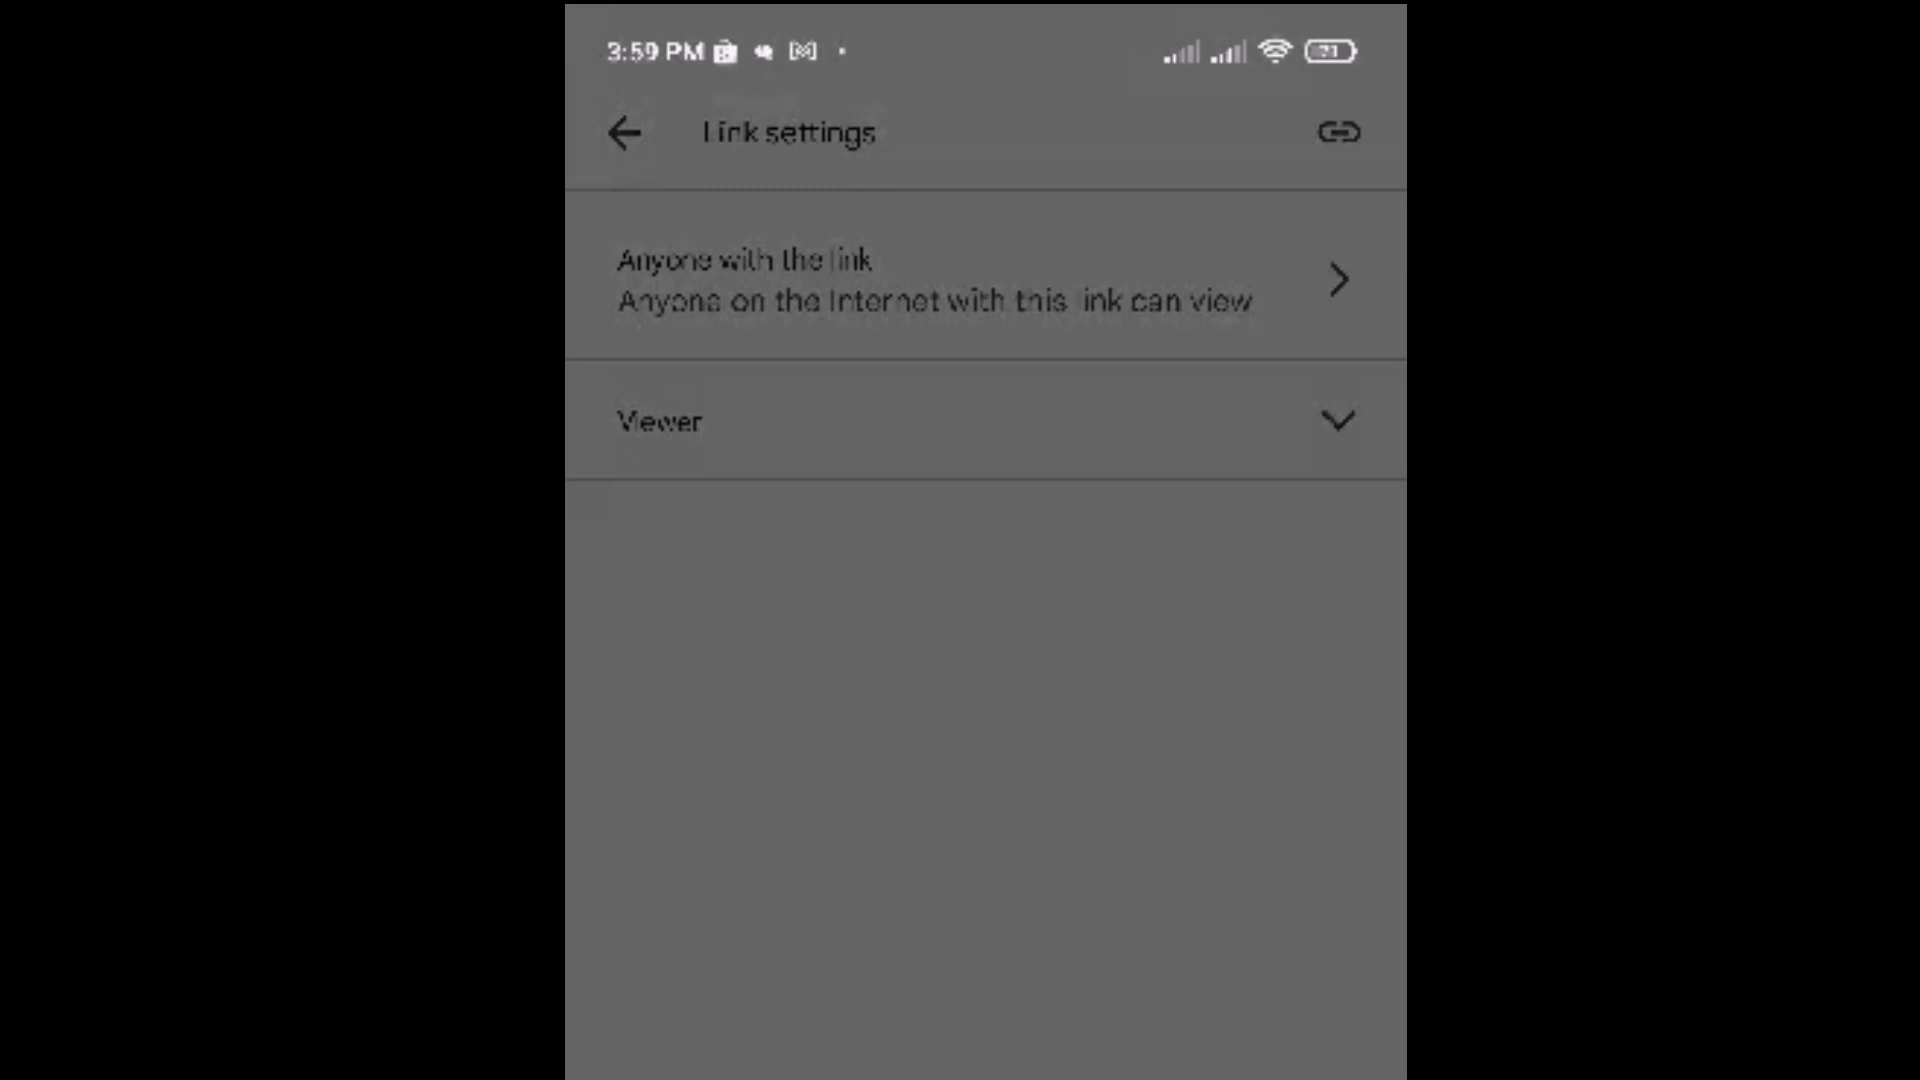 3:59 PM
Link settings
Anyone with the link
Anyone on the Internet with this link can view
Viewer